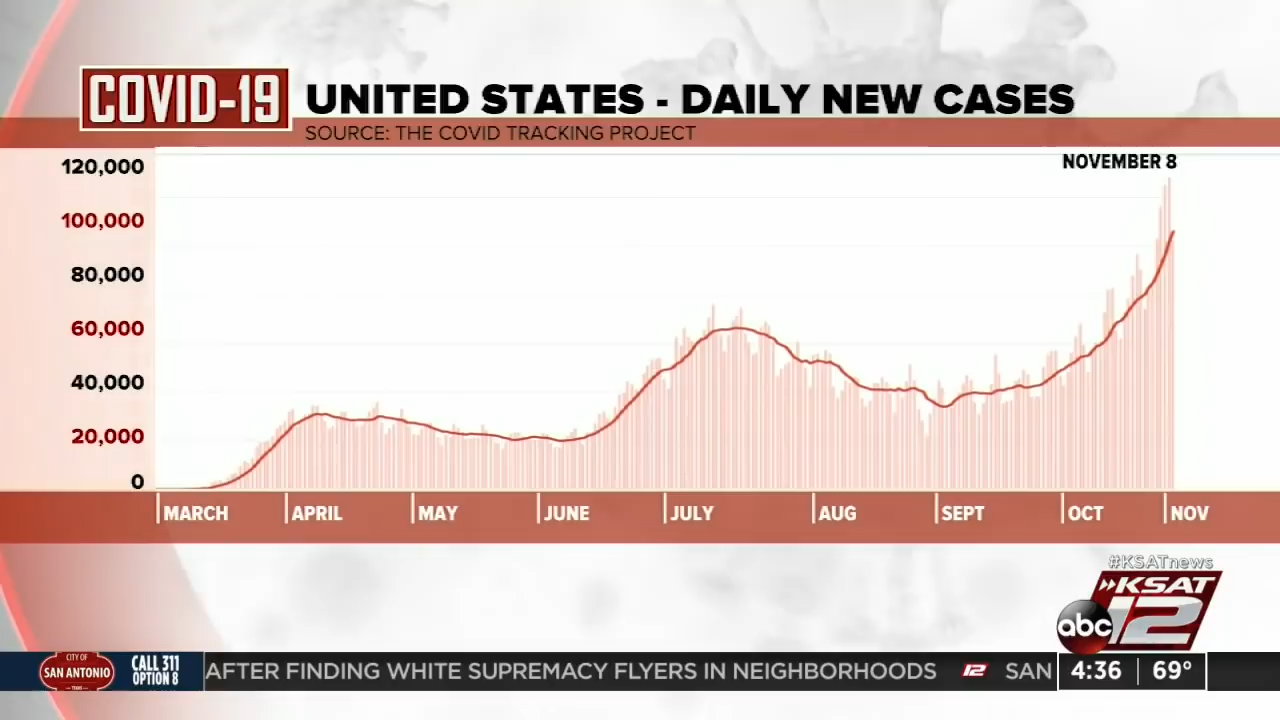 COVID-19
UNITED STATES - DAILY NEW CASES
SOURCE: THE COVID TRACKING PROJECT
NOVEMBER 8
120,000
100,000
80,000
60,000
40,000
20,000
0
MARCH APRIL MAY JUNE JULY AUG SEPT OCT NOV
#KSATnews
KSAT
abc 12
CITY OF
SAN ANTONIO
TEXAS
CALL 311
OPTION 8
AFTER FINDING WHITE SUPREMACY FLYERS IN NEIGHBORHOODS 12 SAN
4:36 69°